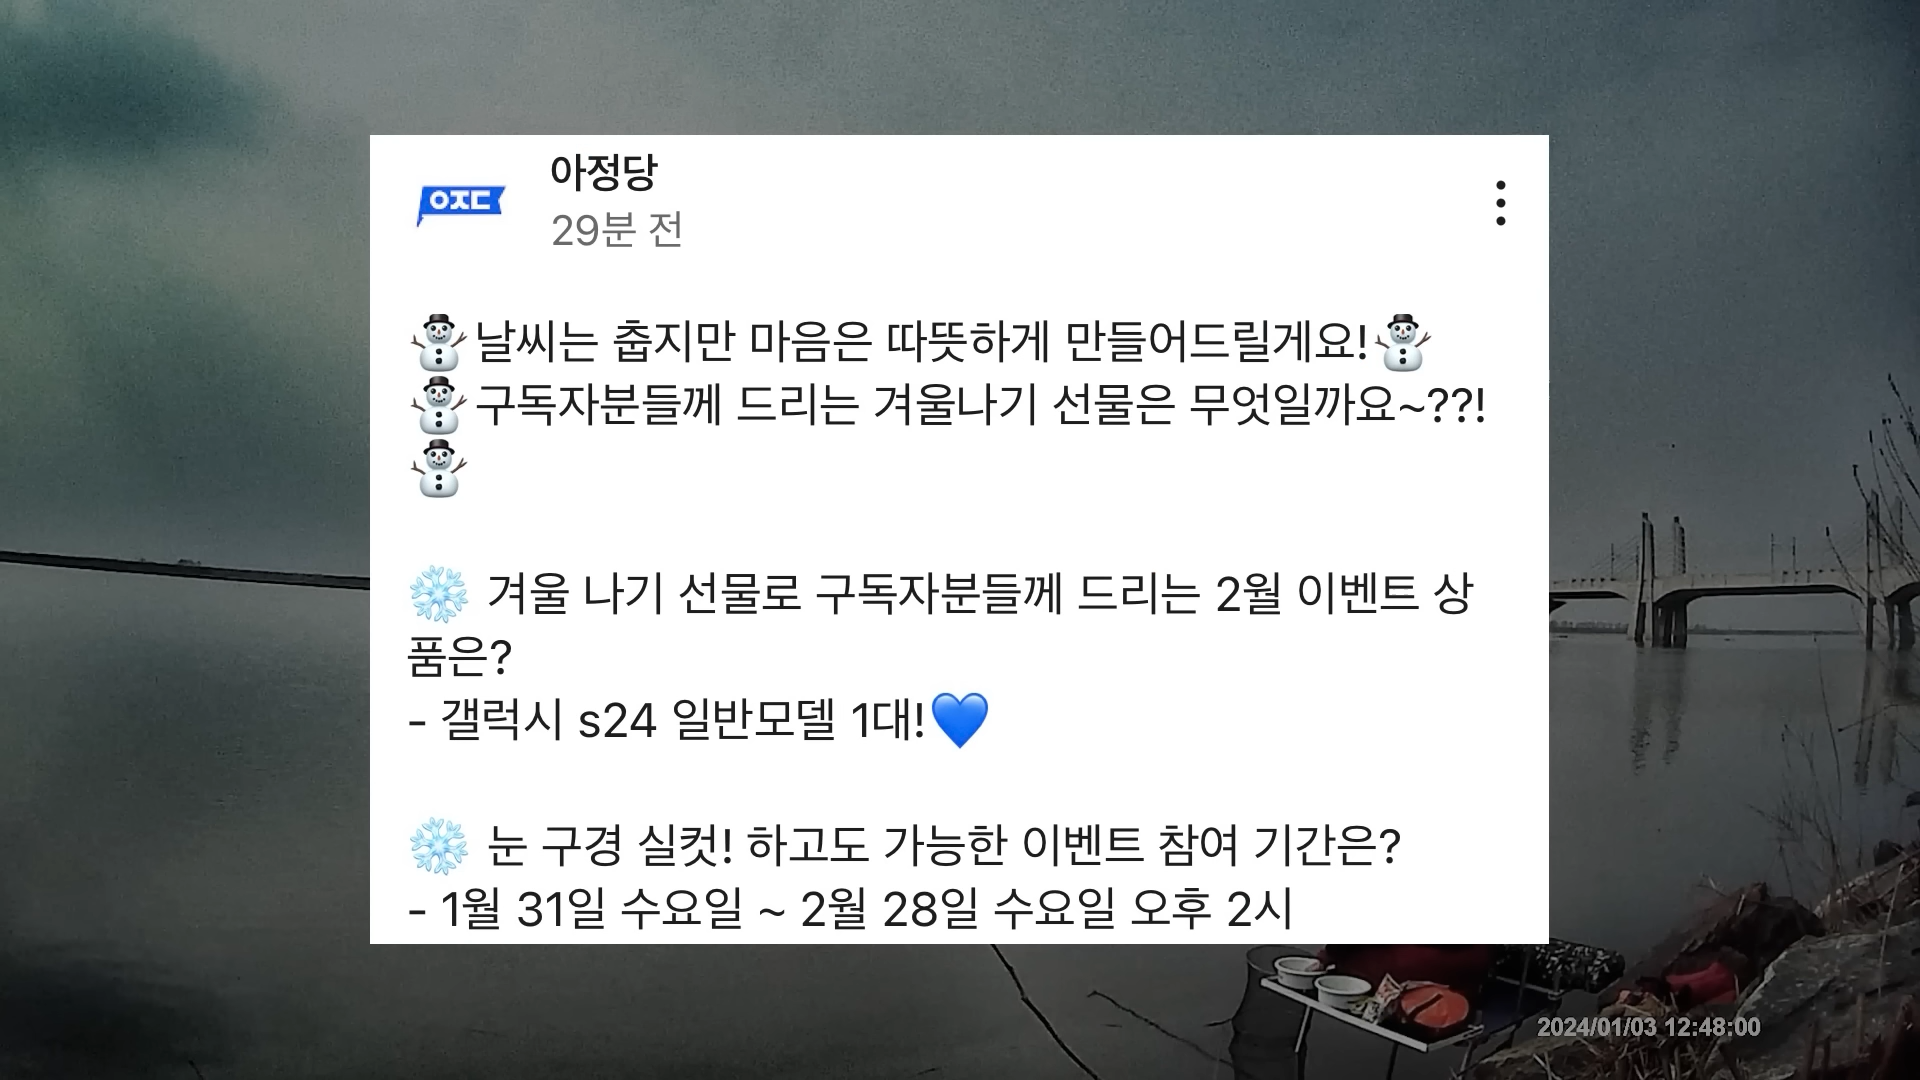 ㅇㅈㄷ
아정당
29분 전
☃️날씨는 춥지만 마음은 따뜻하게 만들어드릴게요!☃️
☃️구독자분들께 드리는 겨울나기 선물은 무엇일까요~??!
☃️
❄️ 겨울 나기 선물로 구독자분들께 드리는 2월 이벤트 상
품은?
- 갤럭시 s24 일반모델 1대!💙
❄️ 눈 구경 실컷! 하고도 가능한 이벤트 참여 기간은?
- 1월 31일 수요일 ~ 2월 28일 수요일 오후 2시
2024/01/03 12:48:00